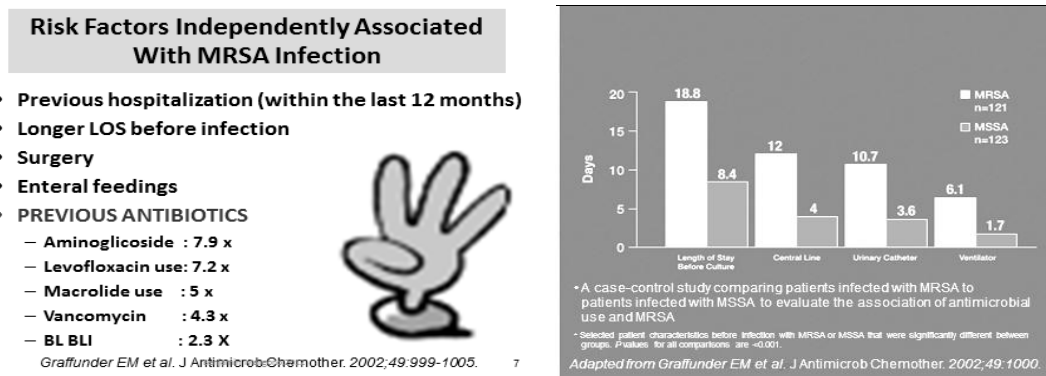 Risk Factors Independently Associated
With MRSA Infection
• Previous hospitalization (within the last 12 months)
• Longer LOS before infection
• Surgery
• Enteral feedings
• PREVIOUS ANTIBIOTICS
– Aminoglicoside : 7.9 x
– Levofloxacin use: 7.2 x
– Macrolide use : 5 x
– Vancomycin : 4.3 x
– BL BLI : 2.3 X
Graffunder EM et al. J Antimicrob Chemother. 2002;49:999-1005.
7
20
15
10
5
0
Days
18.8
8.4
12
4
10.7
3.6
6.1
1.7
MRSA
n=121
MSSA
n=123
Length of Stay
Before Culture
Central Line
Urinary Catheter
Ventilator
• A case-control study comparing patients infected with MRSA to
patients infected with MSSA to evaluate the association of antimicrobial
use and MRSA
• Selected patient characteristics before infection with MRSA or MSSA that were significantly different between
groups. P values for all comparisons are <0.001.
Adapted from Graffunder EM et al. J Antimicrob Chemother. 2002;49:1000.